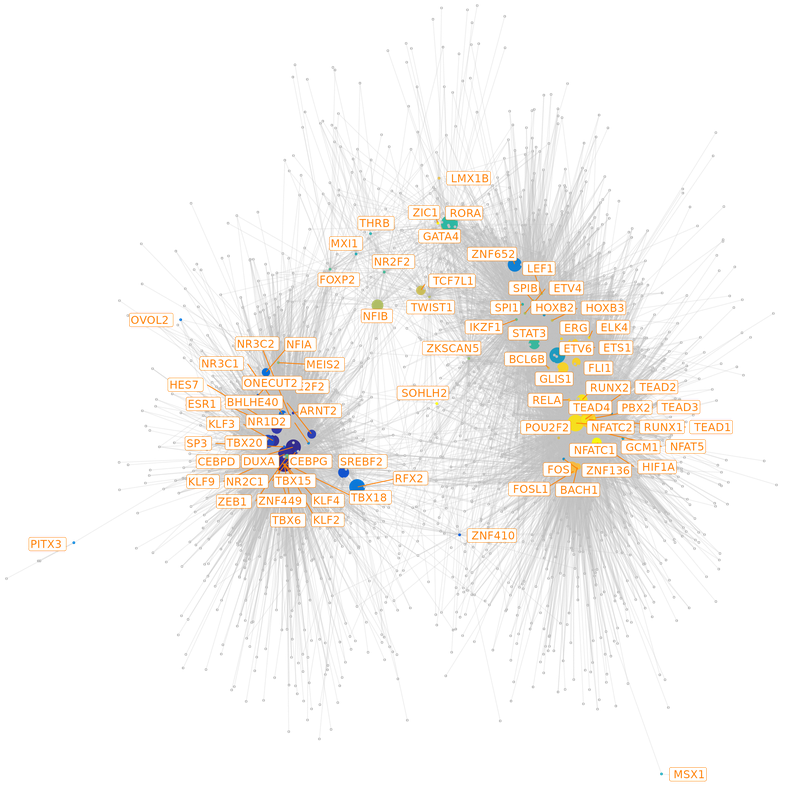 LMX1B
ZIC1
RORA
THRB
GATA4
MXI1
ZNF652
NR2F2
LEF1
FOXP2
TCF7L1
SPIB
ETV4
TWIST1
SPI1
HOXB2
HOXB3
NFIB
OVOL2
IKZF1
ERG
ELK4
STAT3
NR3C2
NFIA
ZKSCAN5
ETV6
ETS1
BCL6B
NR3C1
MEIS2
FLI1
GLIS1
HES7
ONECUT2
E2F2
RUNX2
TEAD2
SOHLH2
RELA
ESR1
BHLHE40
ARNT2
TEAD4
PBX2
TEAD3
KLF3
NR1D2
POU2F2
NFATC2
RUNX1
TEAD1
SP3
TBX20
NFATC1
GCM1
NFAT5
CEBPD
DUXA
CEBPG
SREBF2
FOS
ZNF136
HIF1A
KLF9
NR2C1
TBX15
RFX2
FOSL1
BACH1
ZEB1
ZNF449
KLF4
TBX18
TBX6
KLF2
ZNF410
PITX3
MSX1